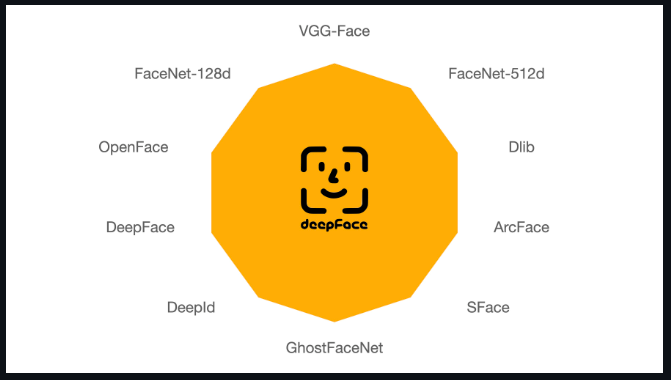 VGG-Face
FaceNet-128d
FaceNet-512d
OpenFace
Dlib
deepFace
DeepFace
ArcFace
DeepId
SFace
GhostFaceNet